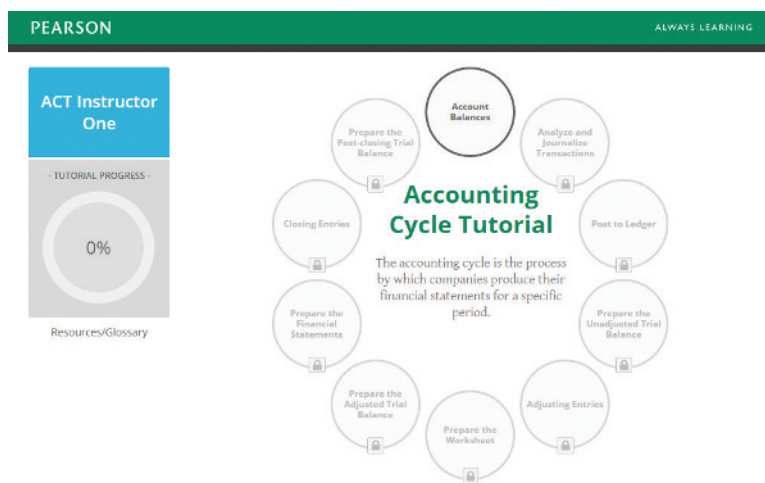 PEARSON
ALWAYS LEARNING
ACT Instructor
One
- TUTORIAL PROGRESS -
0%
Resources/Glossary
Account
Balances
Analyze and
Journalize
Transactions
Post to Ledger
Prepare the
Unadjusted Trial
Balance
Adjusting Entries
Prepare the
Worksheet
Prepare the
Adjusted Trial
Balance
Prepare the
Financial
Statements
Closing Entries
Prepare the
Post-closing Trial
Balance
Accounting
Cycle Tutorial
The accounting cycle is the process
by which companies produce their
financial statements for a specific
period.